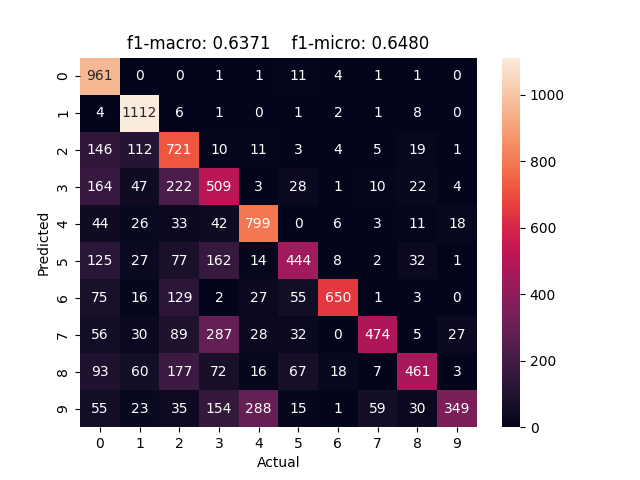 f1-macro: 0.6371 f1-micro: 0.6480
0 961 0 0 1 1 11 4 1 1 0
1 4 1112 6 1 0 1 2 1 8 0
2 146 112 721 10 11 3 4 5 19 1
3 164 47 222 509 3 28 1 10 22 4
4 44 26 33 42 799 0 6 3 11 18
5 125 27 77 162 14 444 8 2 32 1
6 75 16 129 2 27 55 650 1 3 0
7 56 30 89 287 28 32 0 474 5 27
8 93 60 177 72 16 67 18 7 461 3
9 55 23 35 154 288 15 1 59 30 349
0 1 2 3 4 5 6 7 8 9
Actual
Predicted
1000
800
600
400
200
0